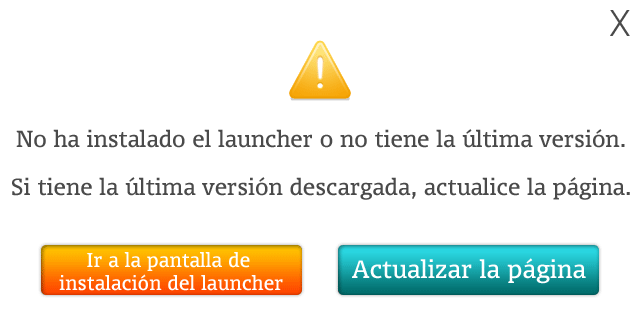 X
!
No ha instalado el launcher o no tiene la última versión.
Si tiene la última versión descargada, actualice la página.
Ir a la pantalla de
instalación del launcher
Actualizar la página